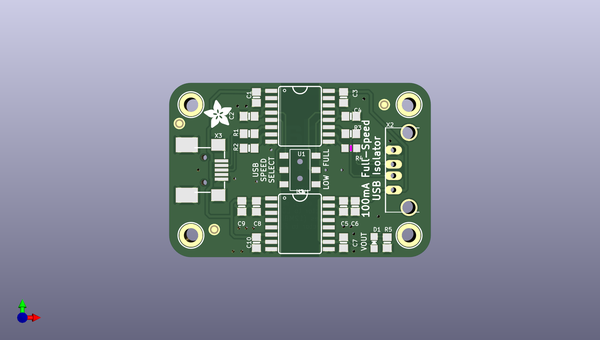 C1
C3
C2
C4
X3
R1
R3
X2
R2
U1
R4
USB
SPEED
SELECT
LOW - FULL
100mA Full-Speed
USB Isolator
C9
C8
C5
C6
C10
C7
VOUT
D1
R5